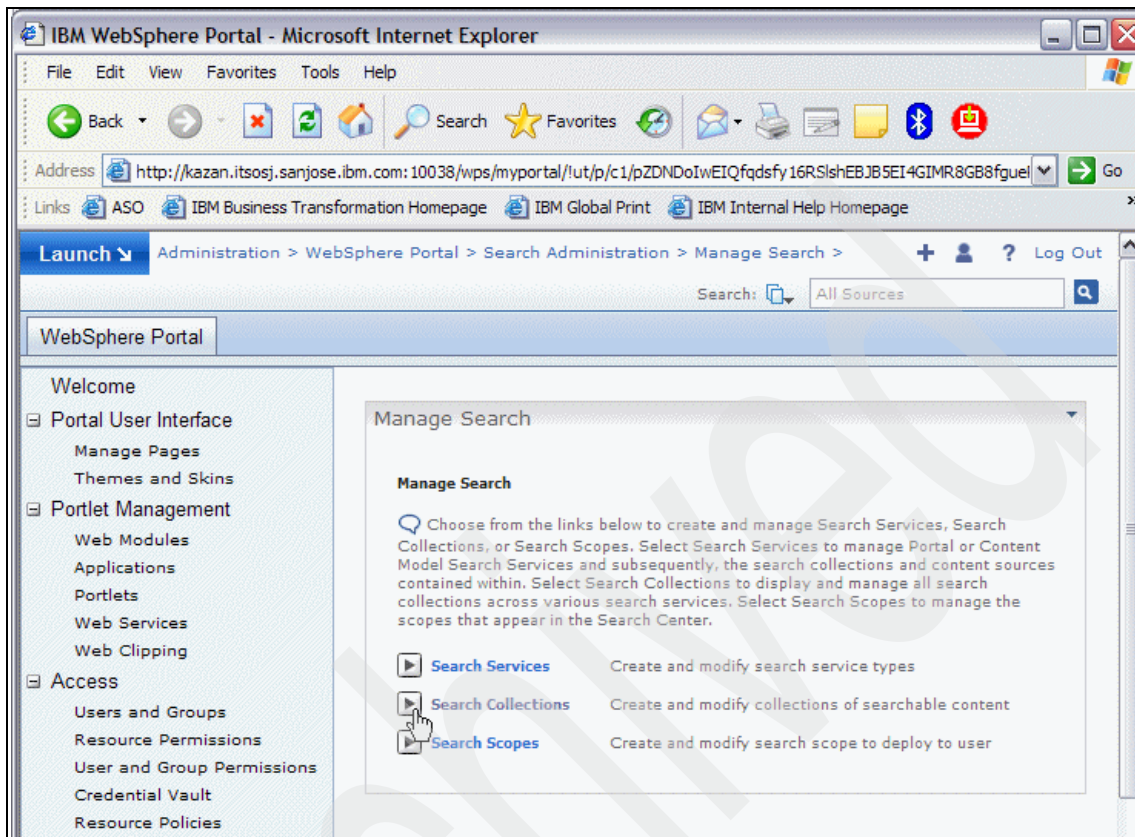 IBM WebSphere Portal - Microsoft Internet Explorer
File Edit View Favorites Tools Help
Back Search Favorites
Address http://kazan.itsosj.sanjose.ibm.com:10038/wps/myportal/!ut/p/c1/
Go
Links ASO IBM Business Transformation Homepage IBM Global Print IBM Internal Help Homepage »
Launch Administration > WebSphere Portal > Search Administration > Manage Search > + ? Log Out
Search: All Sources
WebSphere Portal
Welcome
Portal User Interface
Manage Pages
Themes and Skins
Portlet Management
Web Modules
Applications
Portlets
Web Services
Web Clipping
Access
Users and Groups
Resource Permissions
User and Group Permissions
Credential Vault
Resource Policies
Manage Search
Manage Search
Choose from the links below to create and manage Search Services, Search
Collections, or Search Scopes. Select Search Services to manage Portal or Content
Model Search Services and subsequently, the search collections and content sources
contained within. Select Search Collections to display and manage all search
collections across various search services. Select Search Scopes to manage the
scopes that appear in the Search Center.
Search Services Create and modify search service types
Search Collections Create and modify collections of searchable content
Search Scopes Create and modify search scope to deploy to user